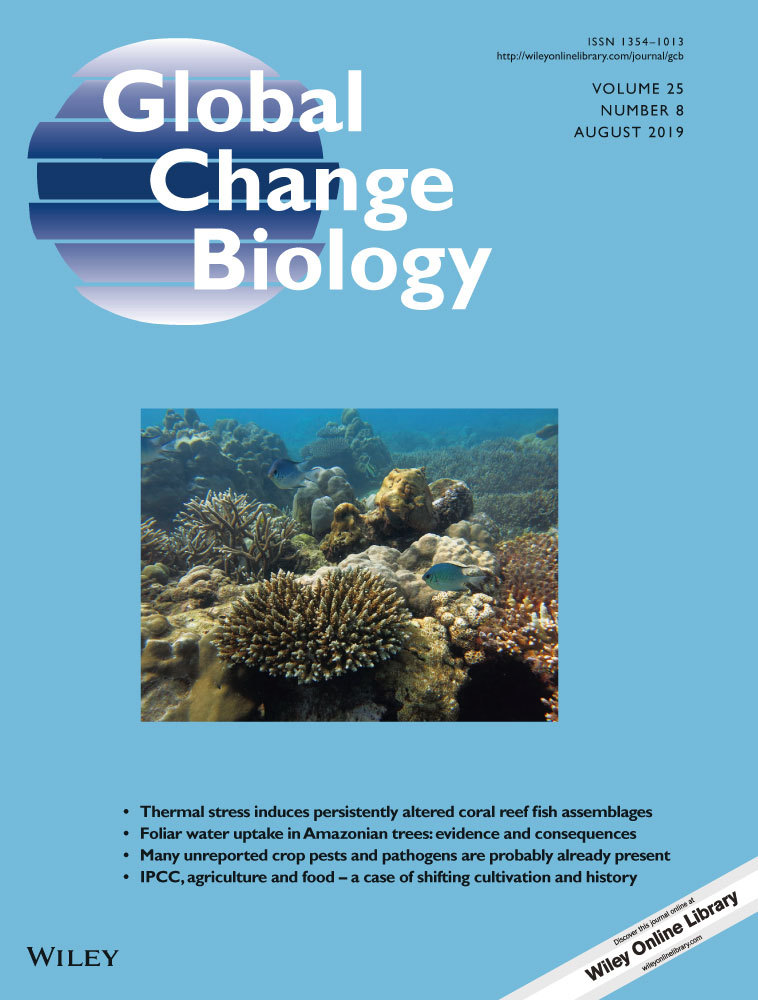 ISSN 1354–1013
http://wileyonlinelibrary.com/journal/gcb
VOLUME 25
NUMBER 8
AUGUST 2019
Global
Change
Biology
• Thermal stress induces persistently altered coral reef fish assemblages
• Foliar water uptake in Amazonian trees: evidence and consequences
• Many unreported crop pests and pathogens are probably already present
• IPCC, agriculture and food – a case of shifting cultivation and history
WILEY
Discover this journal online at
Wiley Online Library
wileyonlinelibrary.com